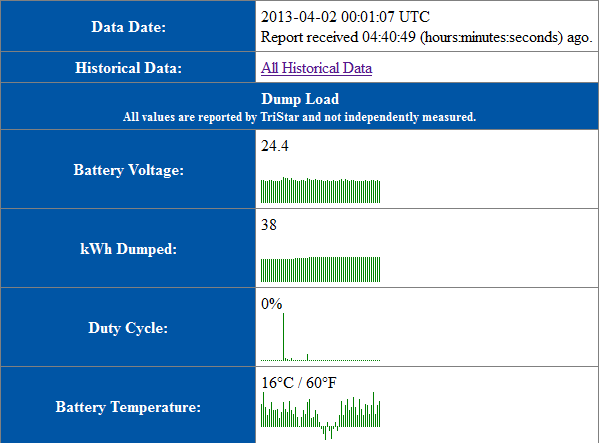 Data Date:
2013-04-02 00:01:07 UTC
Report received 04:40:49 (hours:minutes:seconds) ago.
Historical Data:
All Historical Data
Dump Load
All values are reported by TriStar and not independently measured.
Battery Voltage:
24.4
kWh Dumped:
38
Duty Cycle:
0%
Battery Temperature:
16°C / 60°F